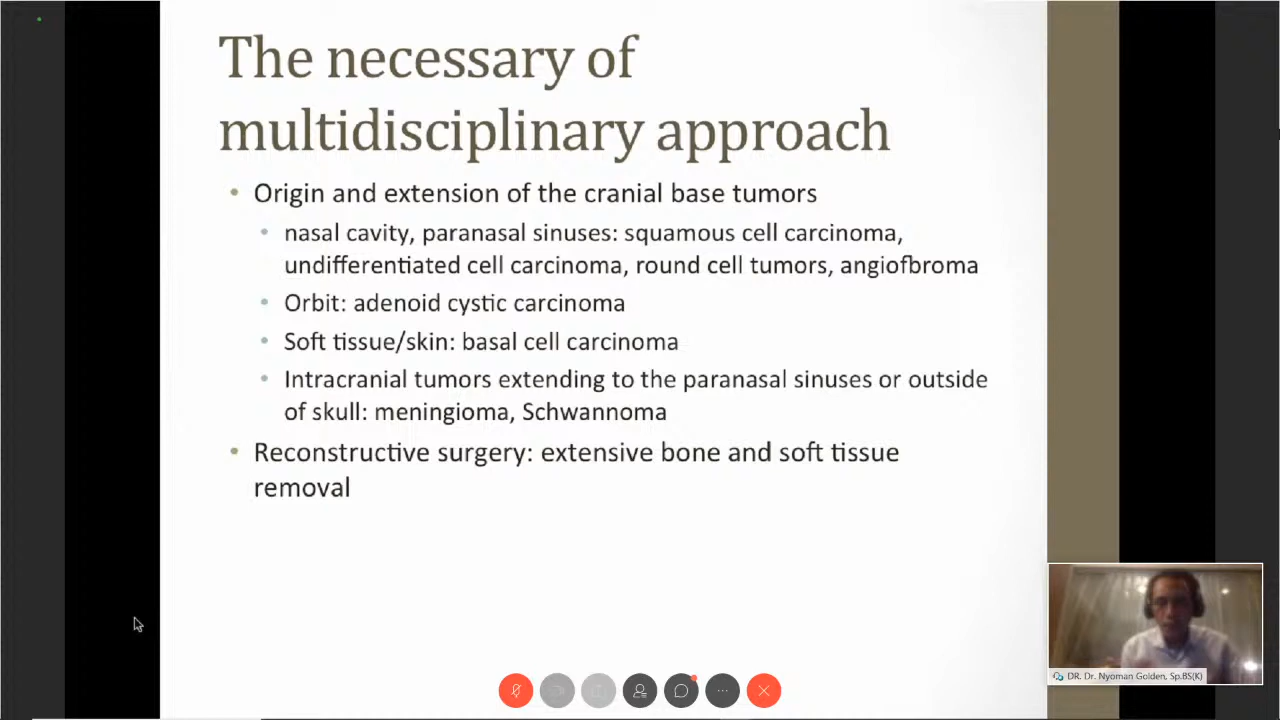 The necessary of
multidisciplinary approach
• Origin and extension of the cranial base tumors
• nasal cavity, paranasal sinuses: squamous cell carcinoma,
undifferentiated cell carcinoma, round cell tumors, angiofbroma
• Orbit: adenoid cystic carcinoma
• Soft tissue/skin: basal cell carcinoma
• Intracranial tumors extending to the paranasal sinuses or outside
of skull: meningioma, Schwannoma
• Reconstructive surgery: extensive bone and soft tissue
removal
DR. Dr. Nyoman Golden, Sp.BS(K)